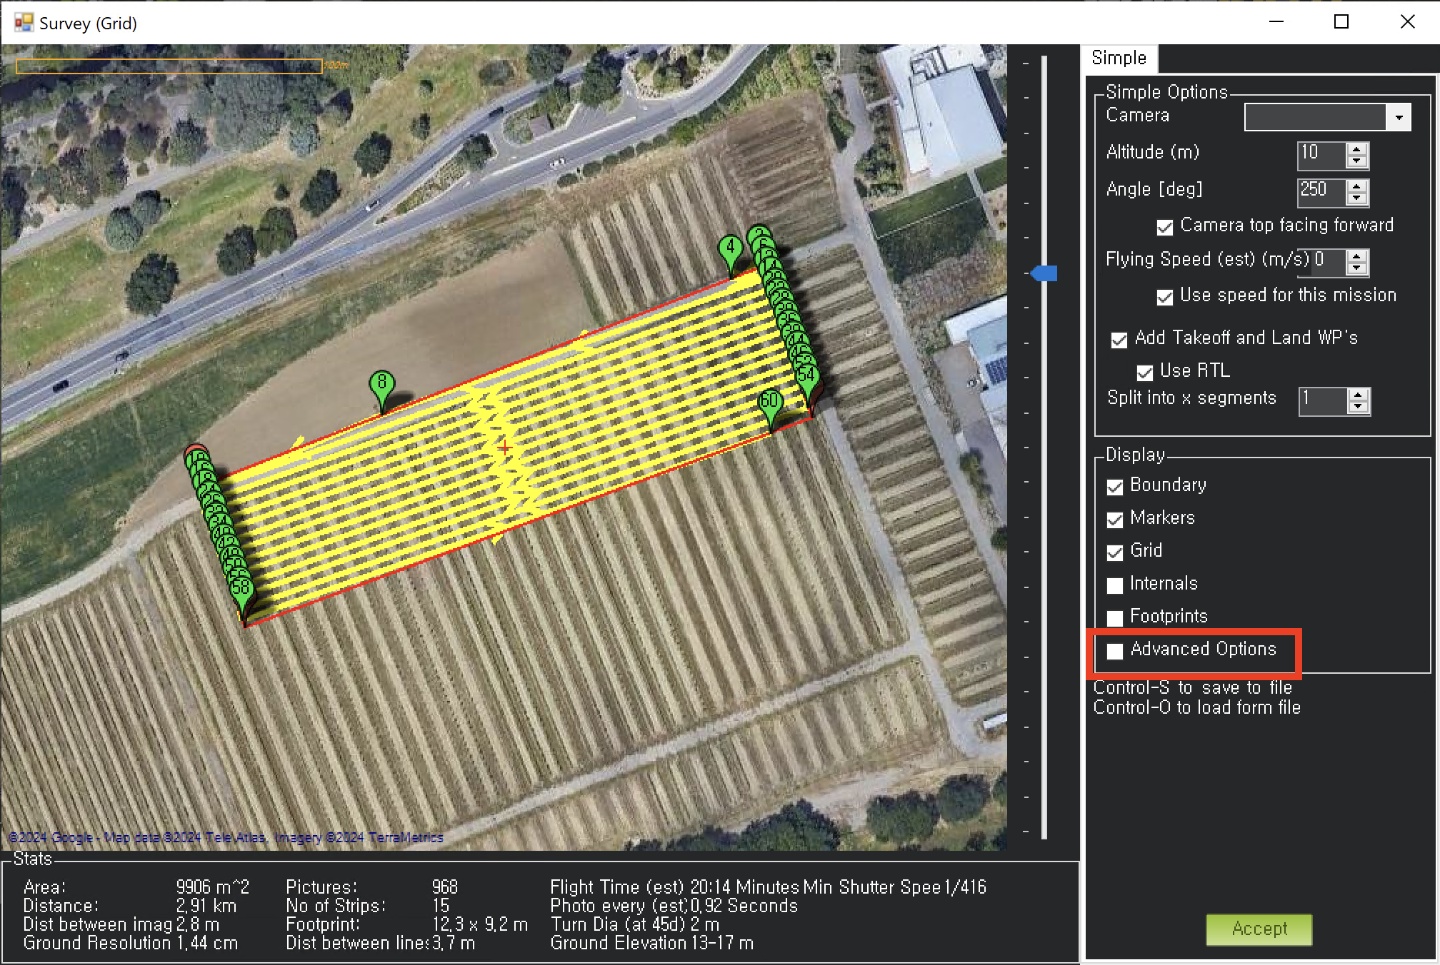 Survey (Grid)
Simple
Simple Options
Camera
Altitude (m) 10
Angle [deg] 250
Camera top facing forward
Flying Speed (est) (m/s) 0
Use speed for this mission
Add Takeoff and Land WP's
Use RTL
Split into x segments 1
Display
Boundary
Markers
Grid
Internals
Footprints
Advanced Options
Control-S to save to file
Control-O to load form file
Accept
4
8
54
60
58
©2024 Google - Map data ©2024 Tele Atlas, Imagery ©2024 TerraMetrics
Stats
Area: 9906 m^2 Pictures: 968 Flight Time (est) 20:14 Minutes Min Shutter Spee 1/416
Distance: 2,91 km No of Strips: 15 Photo every (est) 0,92 Seconds
Dist between imag 2,8 m Footprint: 12,3 x 9,2 m Turn Dia (at 45d) 2 m
Ground Resolution 1,44 cm Dist between lines 3,7 m Ground Elevation 13-17 m